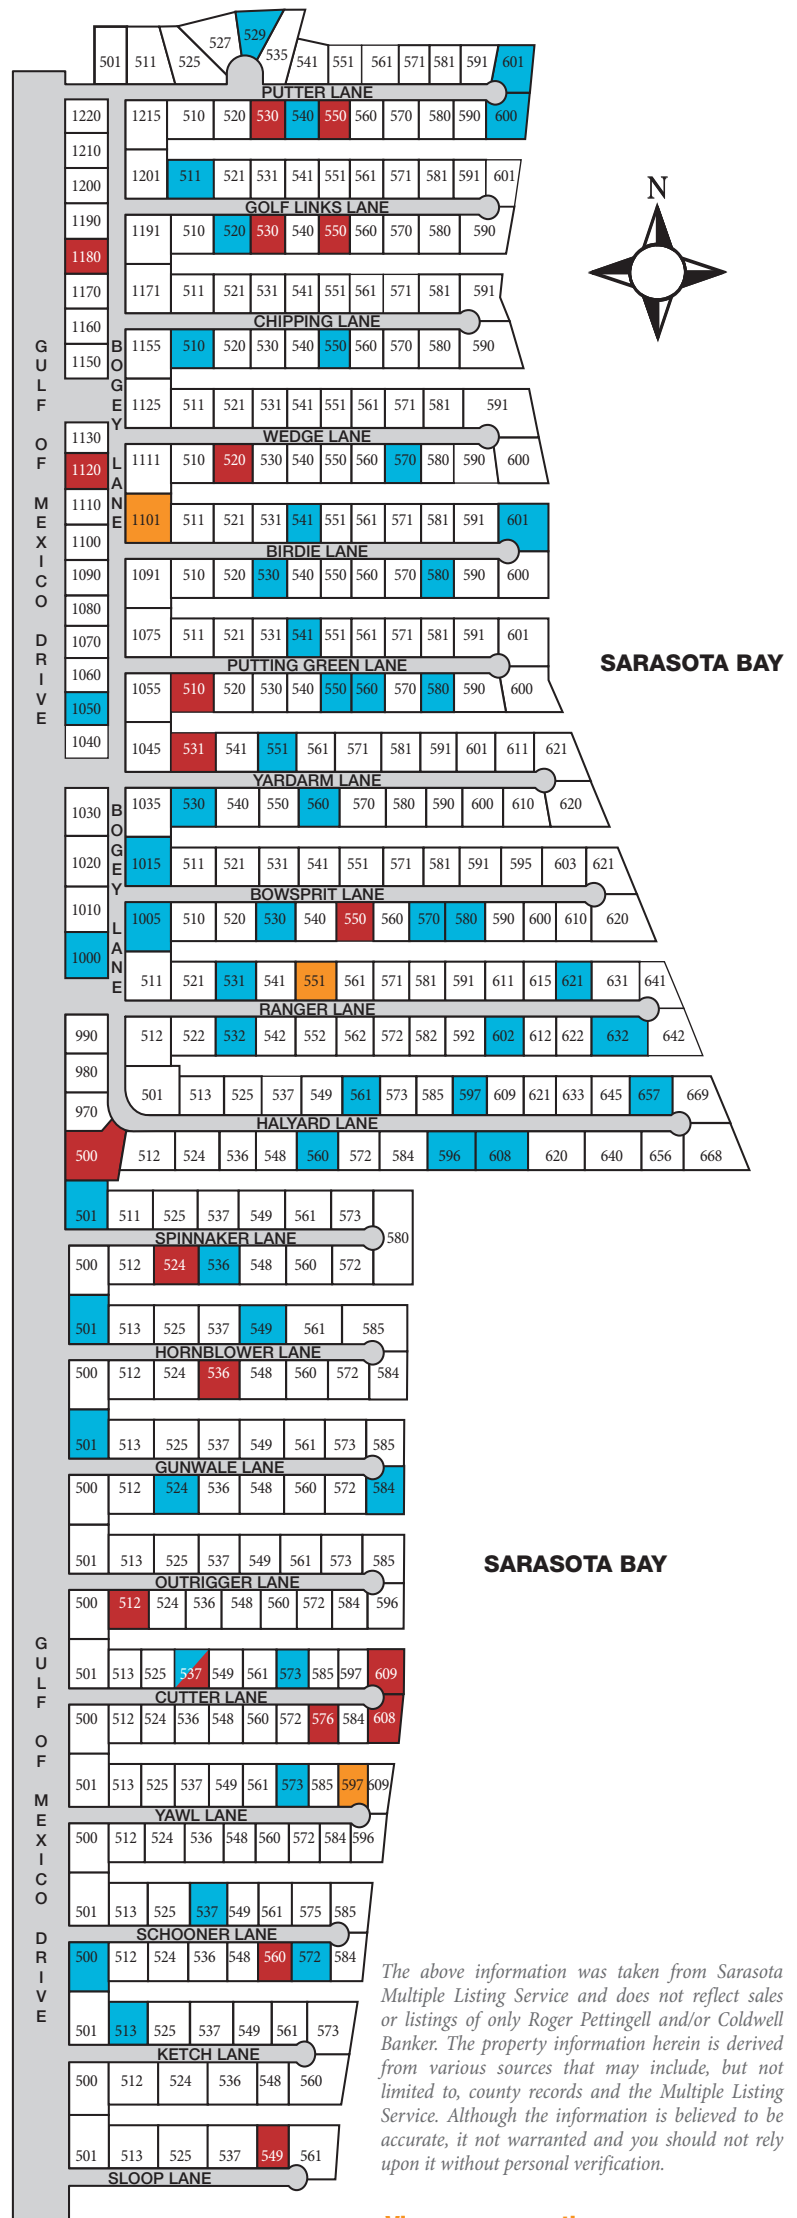 501 511 525 527 529 535 541 551 561 571 581 591 601
PUTTER LANE
1220 1215 510 520 530 540 550 560 570 580 590 600
1210
1200 1201 511 521 531 541 551 561 571 581 591 601
GOLF LINKS LANE
1190 1191 510 520 530 540 550 560 570 580 590
1180
1170 1171 511 521 531 541 551 561 571 581 591
CHIPPING LANE
1160
1150 1155 510 520 530 540 550 560 570 580 590
1125 511 521 531 541 551 561 571 581 591
WEDGE LANE
1130
1120 1111 510 520 530 540 550 560 570 580 590 600
1110
1101 511 521 531 541 551 561 571 581 591 601
BIRDIE LANE
1100
1090 1091 510 520 530 540 550 560 570 580 590 600
1080
1070 1075 511 521 531 541 551 561 571 581 591 601
PUTTING GREEN LANE
1060
1050 1055 510 520 530 540 550 560 570 580 590 600
1040 1045 531 541 551 561 571 581 591 601 611 621
YARDARM LANE
1030 1035 530 540 550 560 570 580 590 600 610 620
1020 1015 511 521 531 541 551 571 581 591 595 603 621
BOWSPRIT LANE
1010 1005 510 520 530 540 550 560 570 580 590 600 610 620
1000
511 521 531 541 551 561 571 581 591 611 615 621 631 641
RANGER LANE
990 512 522 532 542 552 562 572 582 592 602 612 622 632 642
980
970 501 513 525 537 549 561 573 585 597 609 621 633 645 657 669
HALYARD LANE
500 512 524 536 548 560 572 584 596 608 620 640 656 668
501 511 525 537 549 561 573 580
SPINNAKER LANE
500 512 524 536 548 560 572
501 513 525 537 549 561 585
HORNBLOWER LANE
500 512 524 536 548 560 572 584
501 513 525 537 549 561 573 585
GUNWALE LANE
500 512 524 536 548 560 572 584
501 513 525 537 549 561 573 585
OUTRIGGER LANE
500 512 524 536 548 560 572 584 596
501 513 525 537 549 561 573 585 597 609
CUTTER LANE
500 512 524 536 548 560 572 576 584 608
501 513 525 537 549 561 573 585 597 609
YAWL LANE
500 512 524 536 548 560 572 584 596
501 513 525 537 549 561 575 585
SCHOONER LANE
500 512 524 536 548 560 572 584
501 513 525 537 549 561 573
KETCH LANE
500 512 524 536 548 560
501 513 525 537 549 561
SLOOP LANE
GULF OF MEXICO DRIVE
BOGEY LANE
BOGEY LANE
GULF OF MEXICO DRIVE
N
SARASOTA BAY
SARASOTA BAY
The above information was taken from Sarasota
Multiple Listing Service and does not reflect sales
or listings of only Roger Pettingell and/or Coldwell
Banker. The property information herein is derived
from various sources that may include, but not
limited to, county records and the Multiple Listing
Service. Although the information is believed to be
accurate, it not warranted and you should not rely
upon it without personal verification.